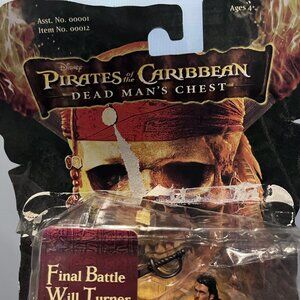 Asst. No. 00001
Item No. 00012
Ages 4+
Disney
PIRATES of the CARIBBEAN
DEAD MAN'S CHEST
Final Battle
Will Turner